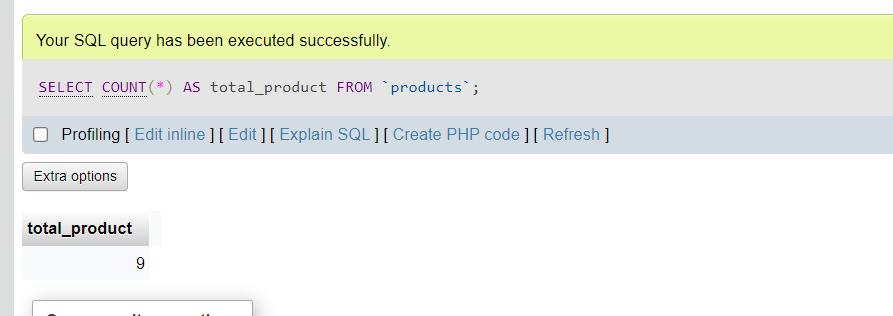 Your SQL query has been executed successfully.
SELECT COUNT(*) AS total_product FROM `products`;
Profiling [ Edit inline ] [ Edit ] [ Explain SQL ] [ Create PHP code ] [ Refresh ]
Extra options
total_product
9